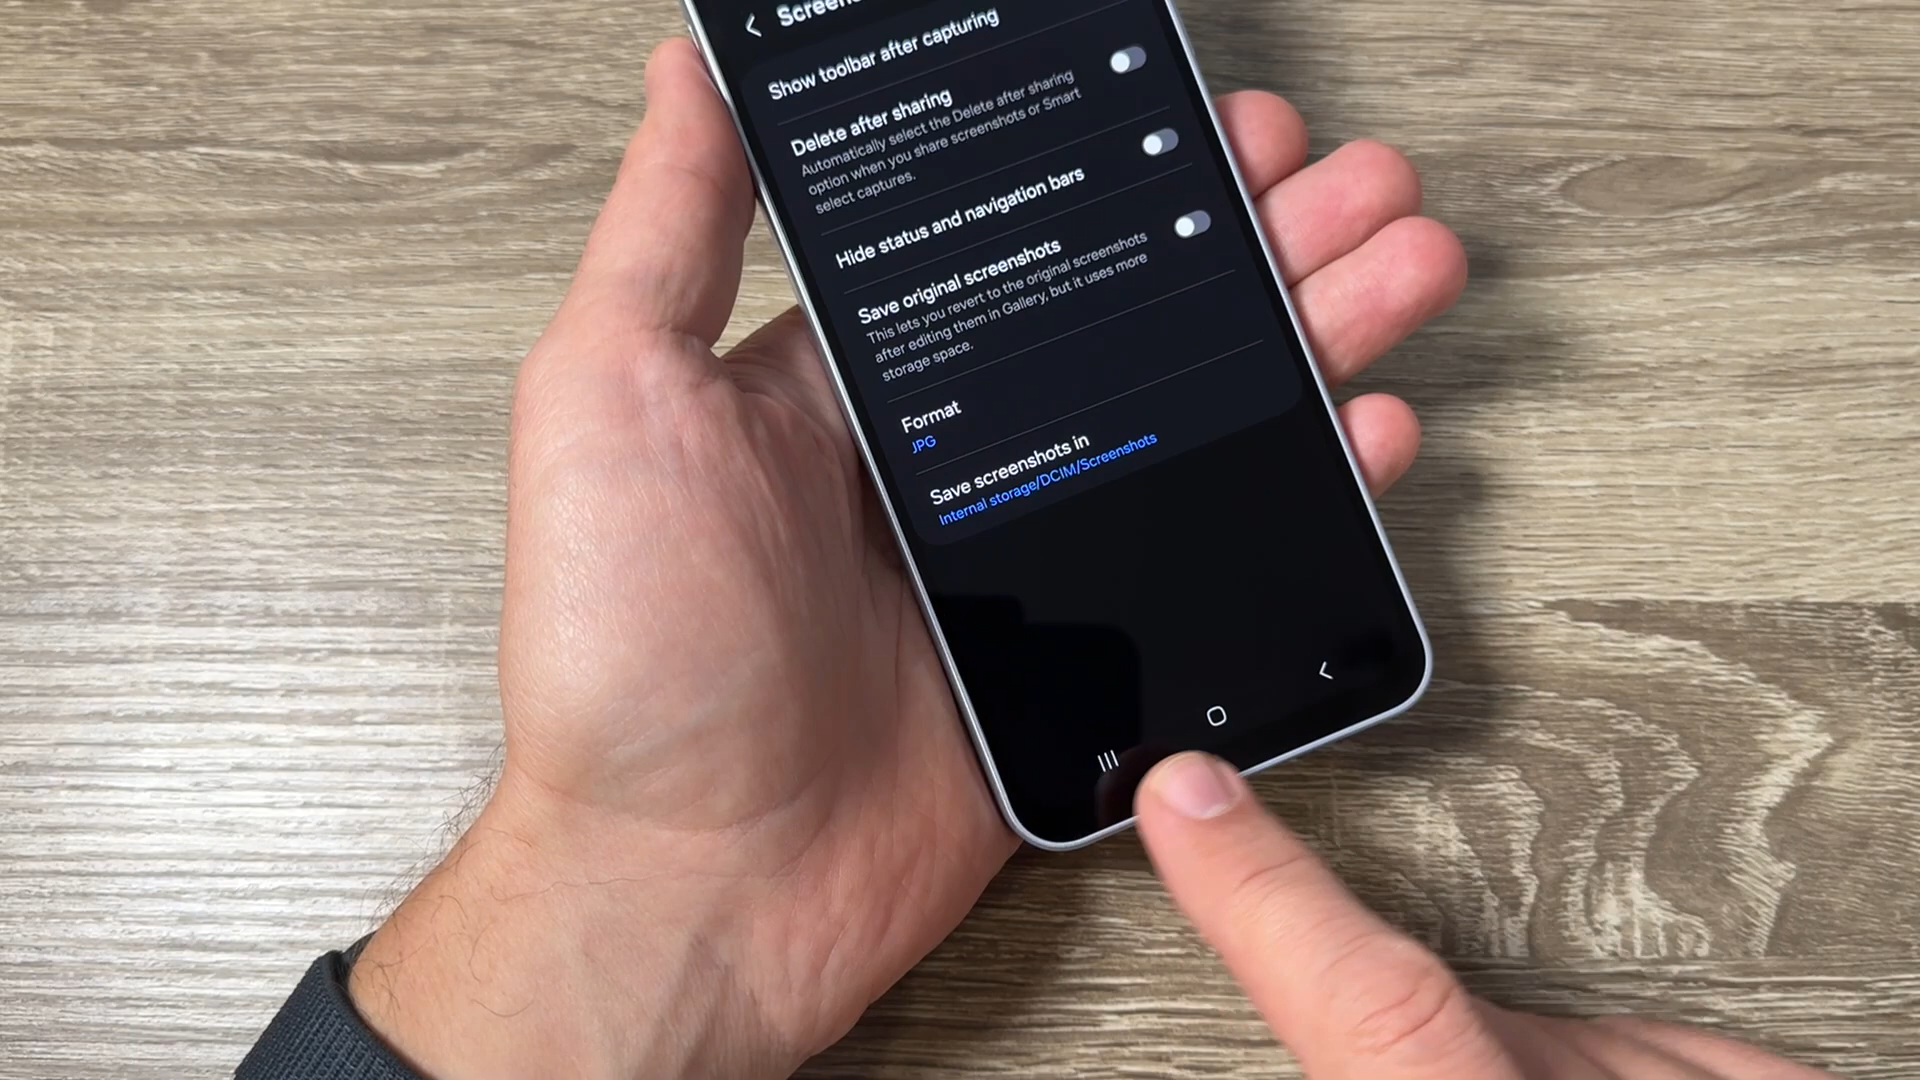 Show toolbar after capturing
Delete after sharing
Automatically select the Delete after sharing
option when you share screenshots or Smart
select captures.
Hide status and navigation bars
Save original screenshots
This lets you revert to the original screenshots
after editing them in Gallery, but it uses more
storage space.
Format
JPG
Save screenshots in
Internal storage/DCIM/Screenshots